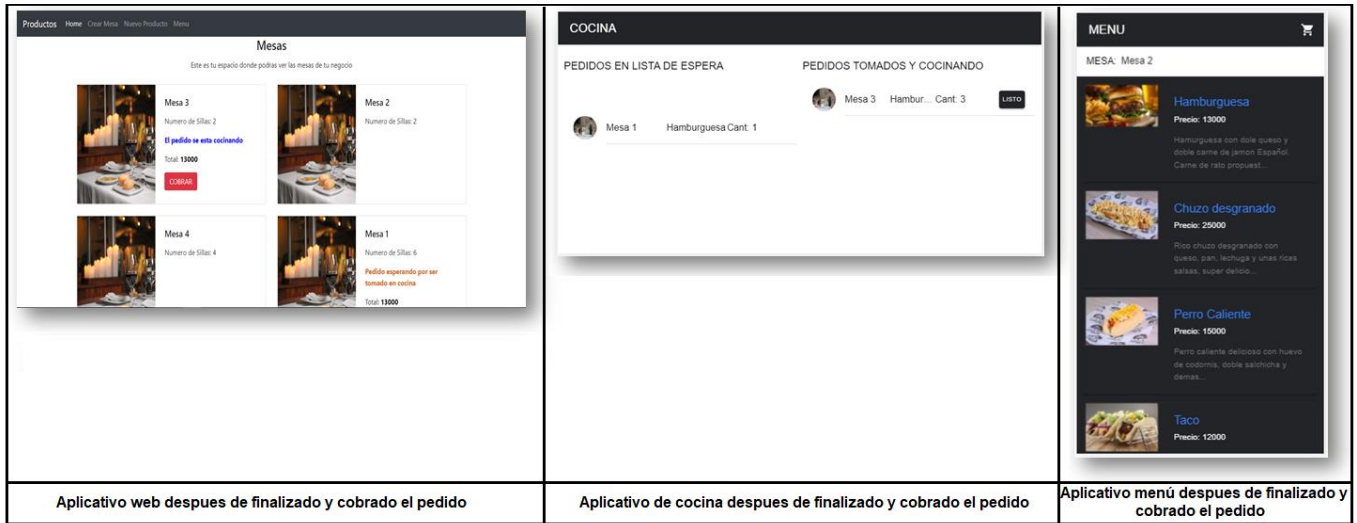 Productos Home Crear Mesa Nuevo Producto Menu
Mesas
Este es tu espacio donde podras ver las mesas de tu negocio
Mesa 3
Numero de Sillas: 2
El pedido se esta cocinando
Total: 13000
COBRAR
Mesa 2
Numero de Sillas: 2
Mesa 4
Numero de Sillas: 4
Mesa 1
Numero de Sillas: 6
Pedido esperando por ser
tomado en cocina
Total: 13000
COCINA
PEDIDOS EN LISTA DE ESPERA
Mesa 1 Hamburguesa Cant: 1
PEDIDOS TOMADOS Y COCINANDO
Mesa 3 Hambur... Cant: 3 LISTO
MENU
MESA: Mesa 2
Hamburguesa
Precio: 13000
Hamurguesa con dole queso y
doble carne de jamon Español.
Carne de rato propuest...
Chuzo desgranado
Precio: 25000
Rico chuzo desgranado con
queso, pan, lechuga y unas ricas
salsas, super delicio...
Perro Caliente
Precio: 15000
Perro caliente delicioso con huevo
de codornis, doble salchicha y
demas...
Taco
Precio: 12000
Aplicativo web despues de finalizado y cobrado el pedido
Aplicativo de cocina despues de finalizado y cobrado el pedido
Aplicativo menú despues de finalizado y
cobrado el pedido